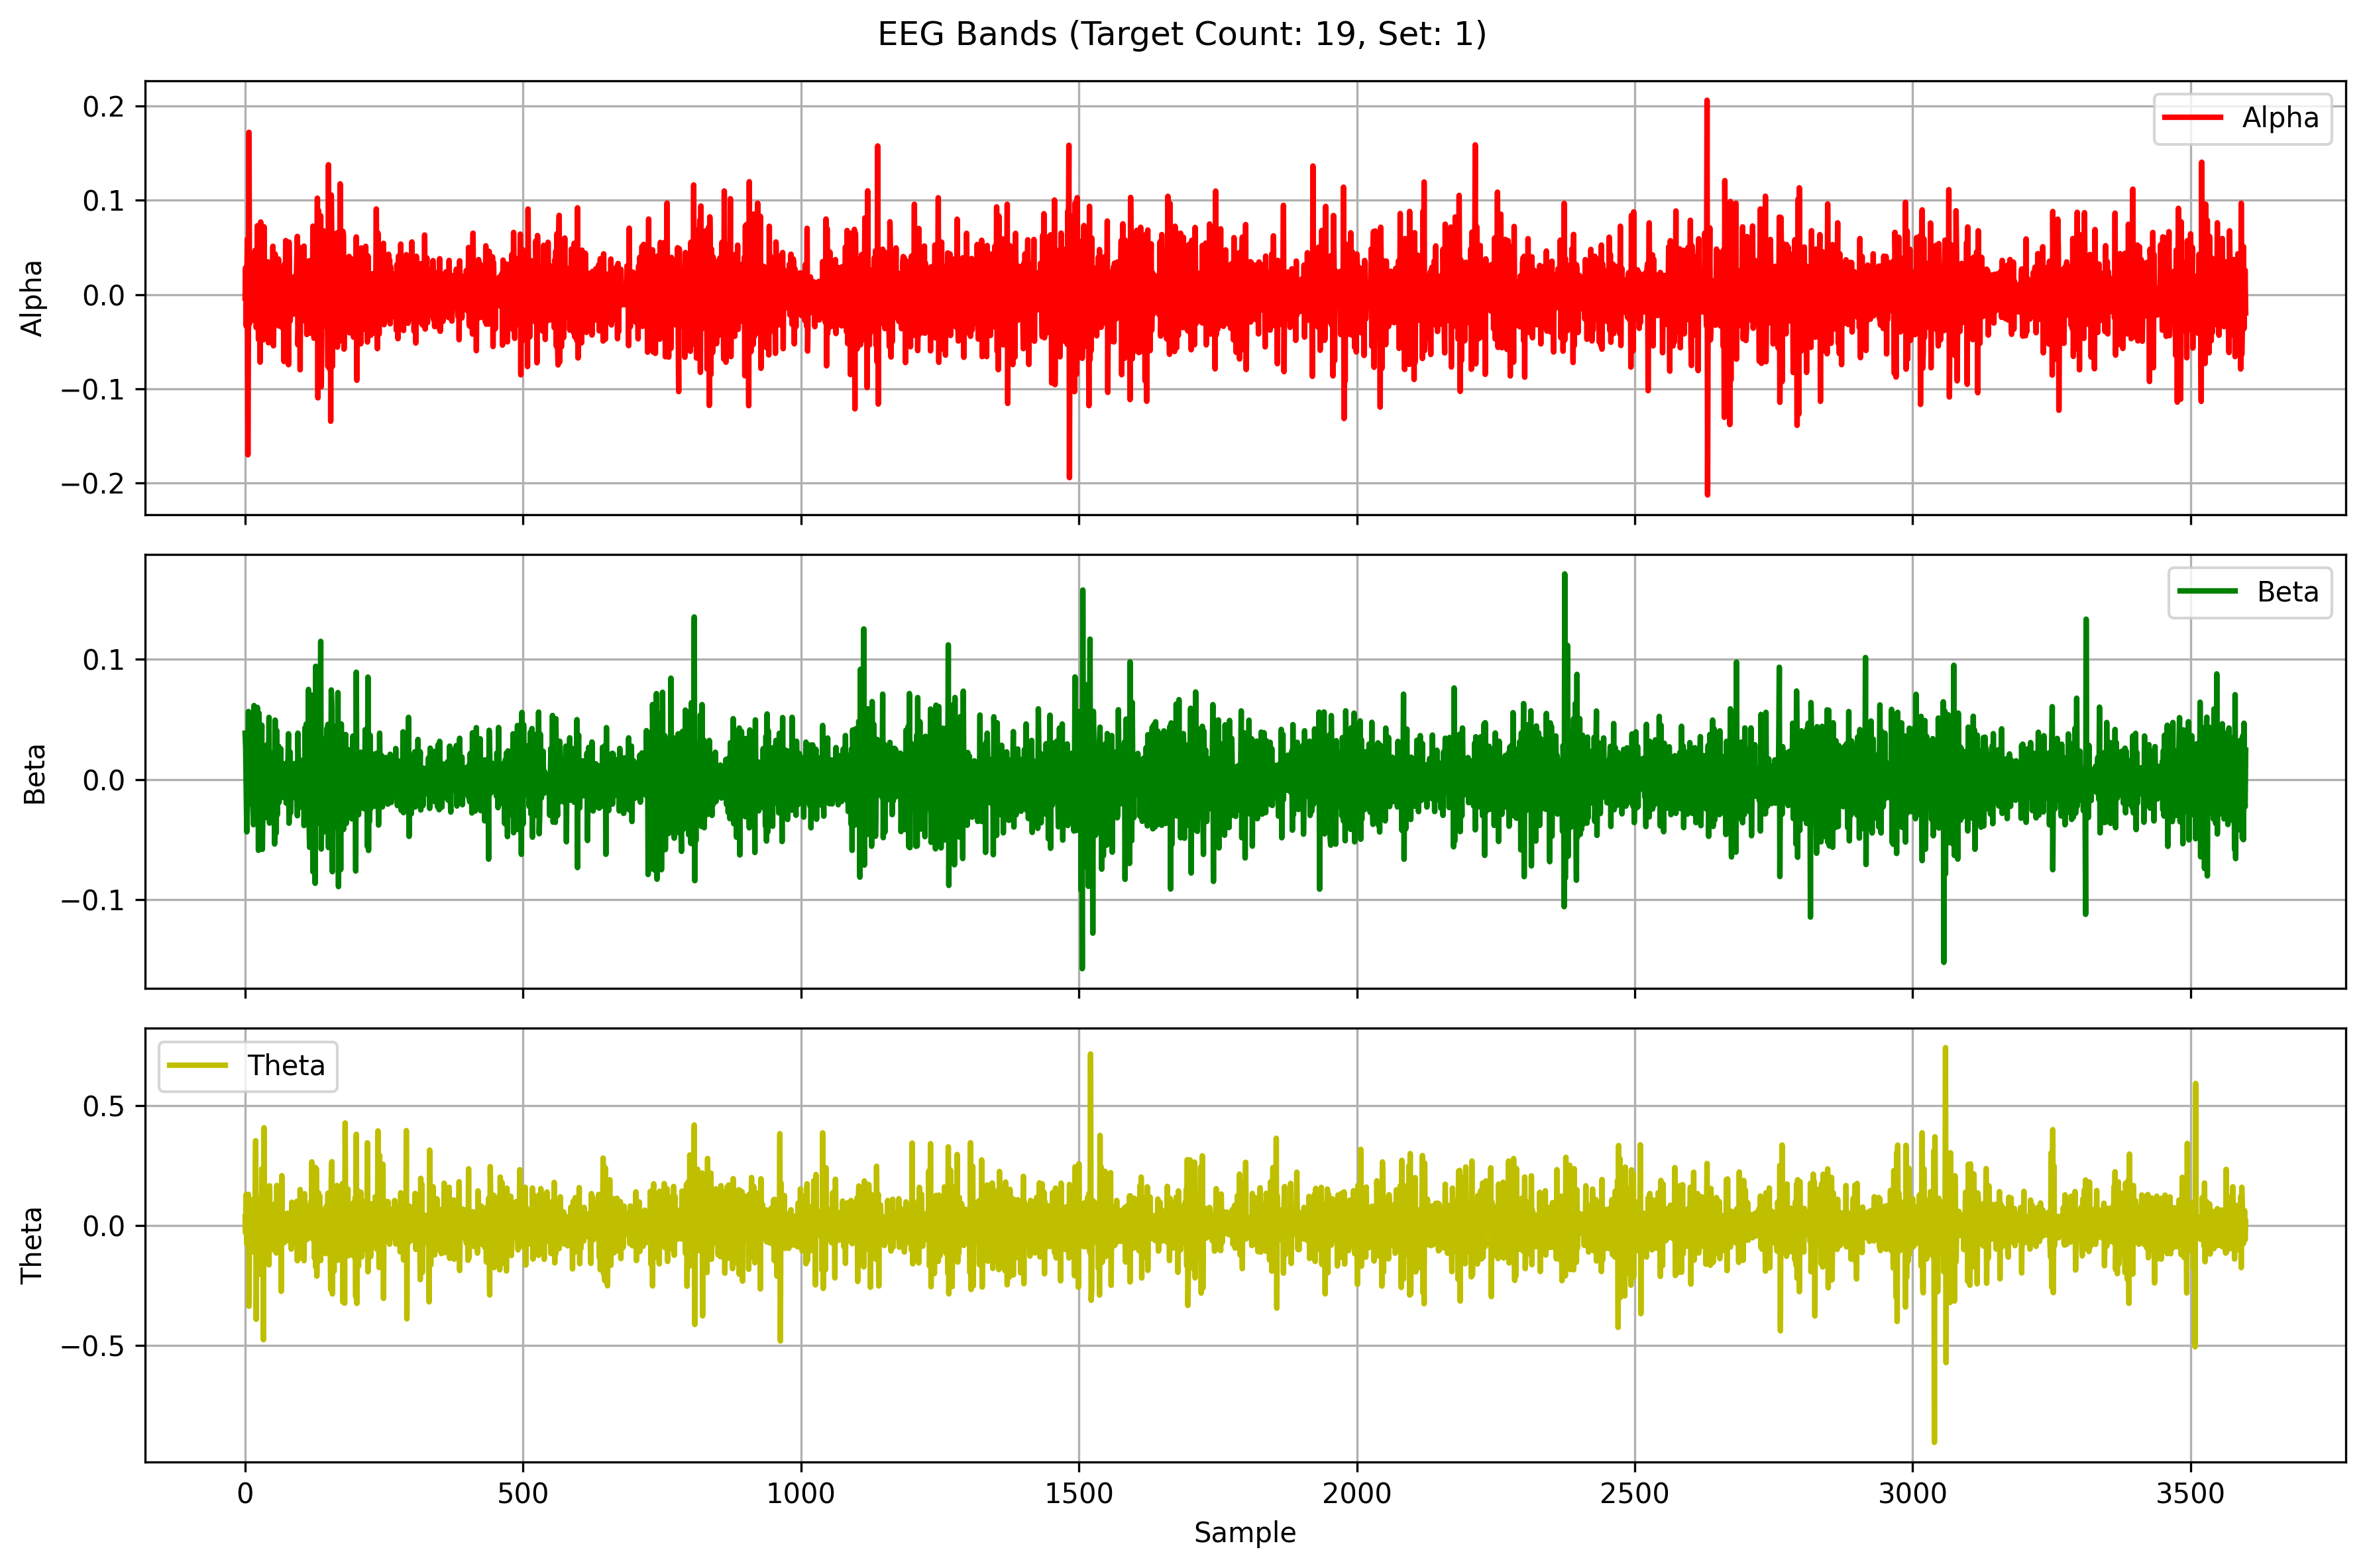 EEG Bands (Target Count: 19, Set: 1)
0.2
0.1
0.0
−0.1
−0.2
Alpha
Alpha
0.1
0.0
−0.1
Beta
Beta
0.5
0.0
−0.5
Theta
Theta
0 500 1000 1500 2000 2500 3000 3500
Sample